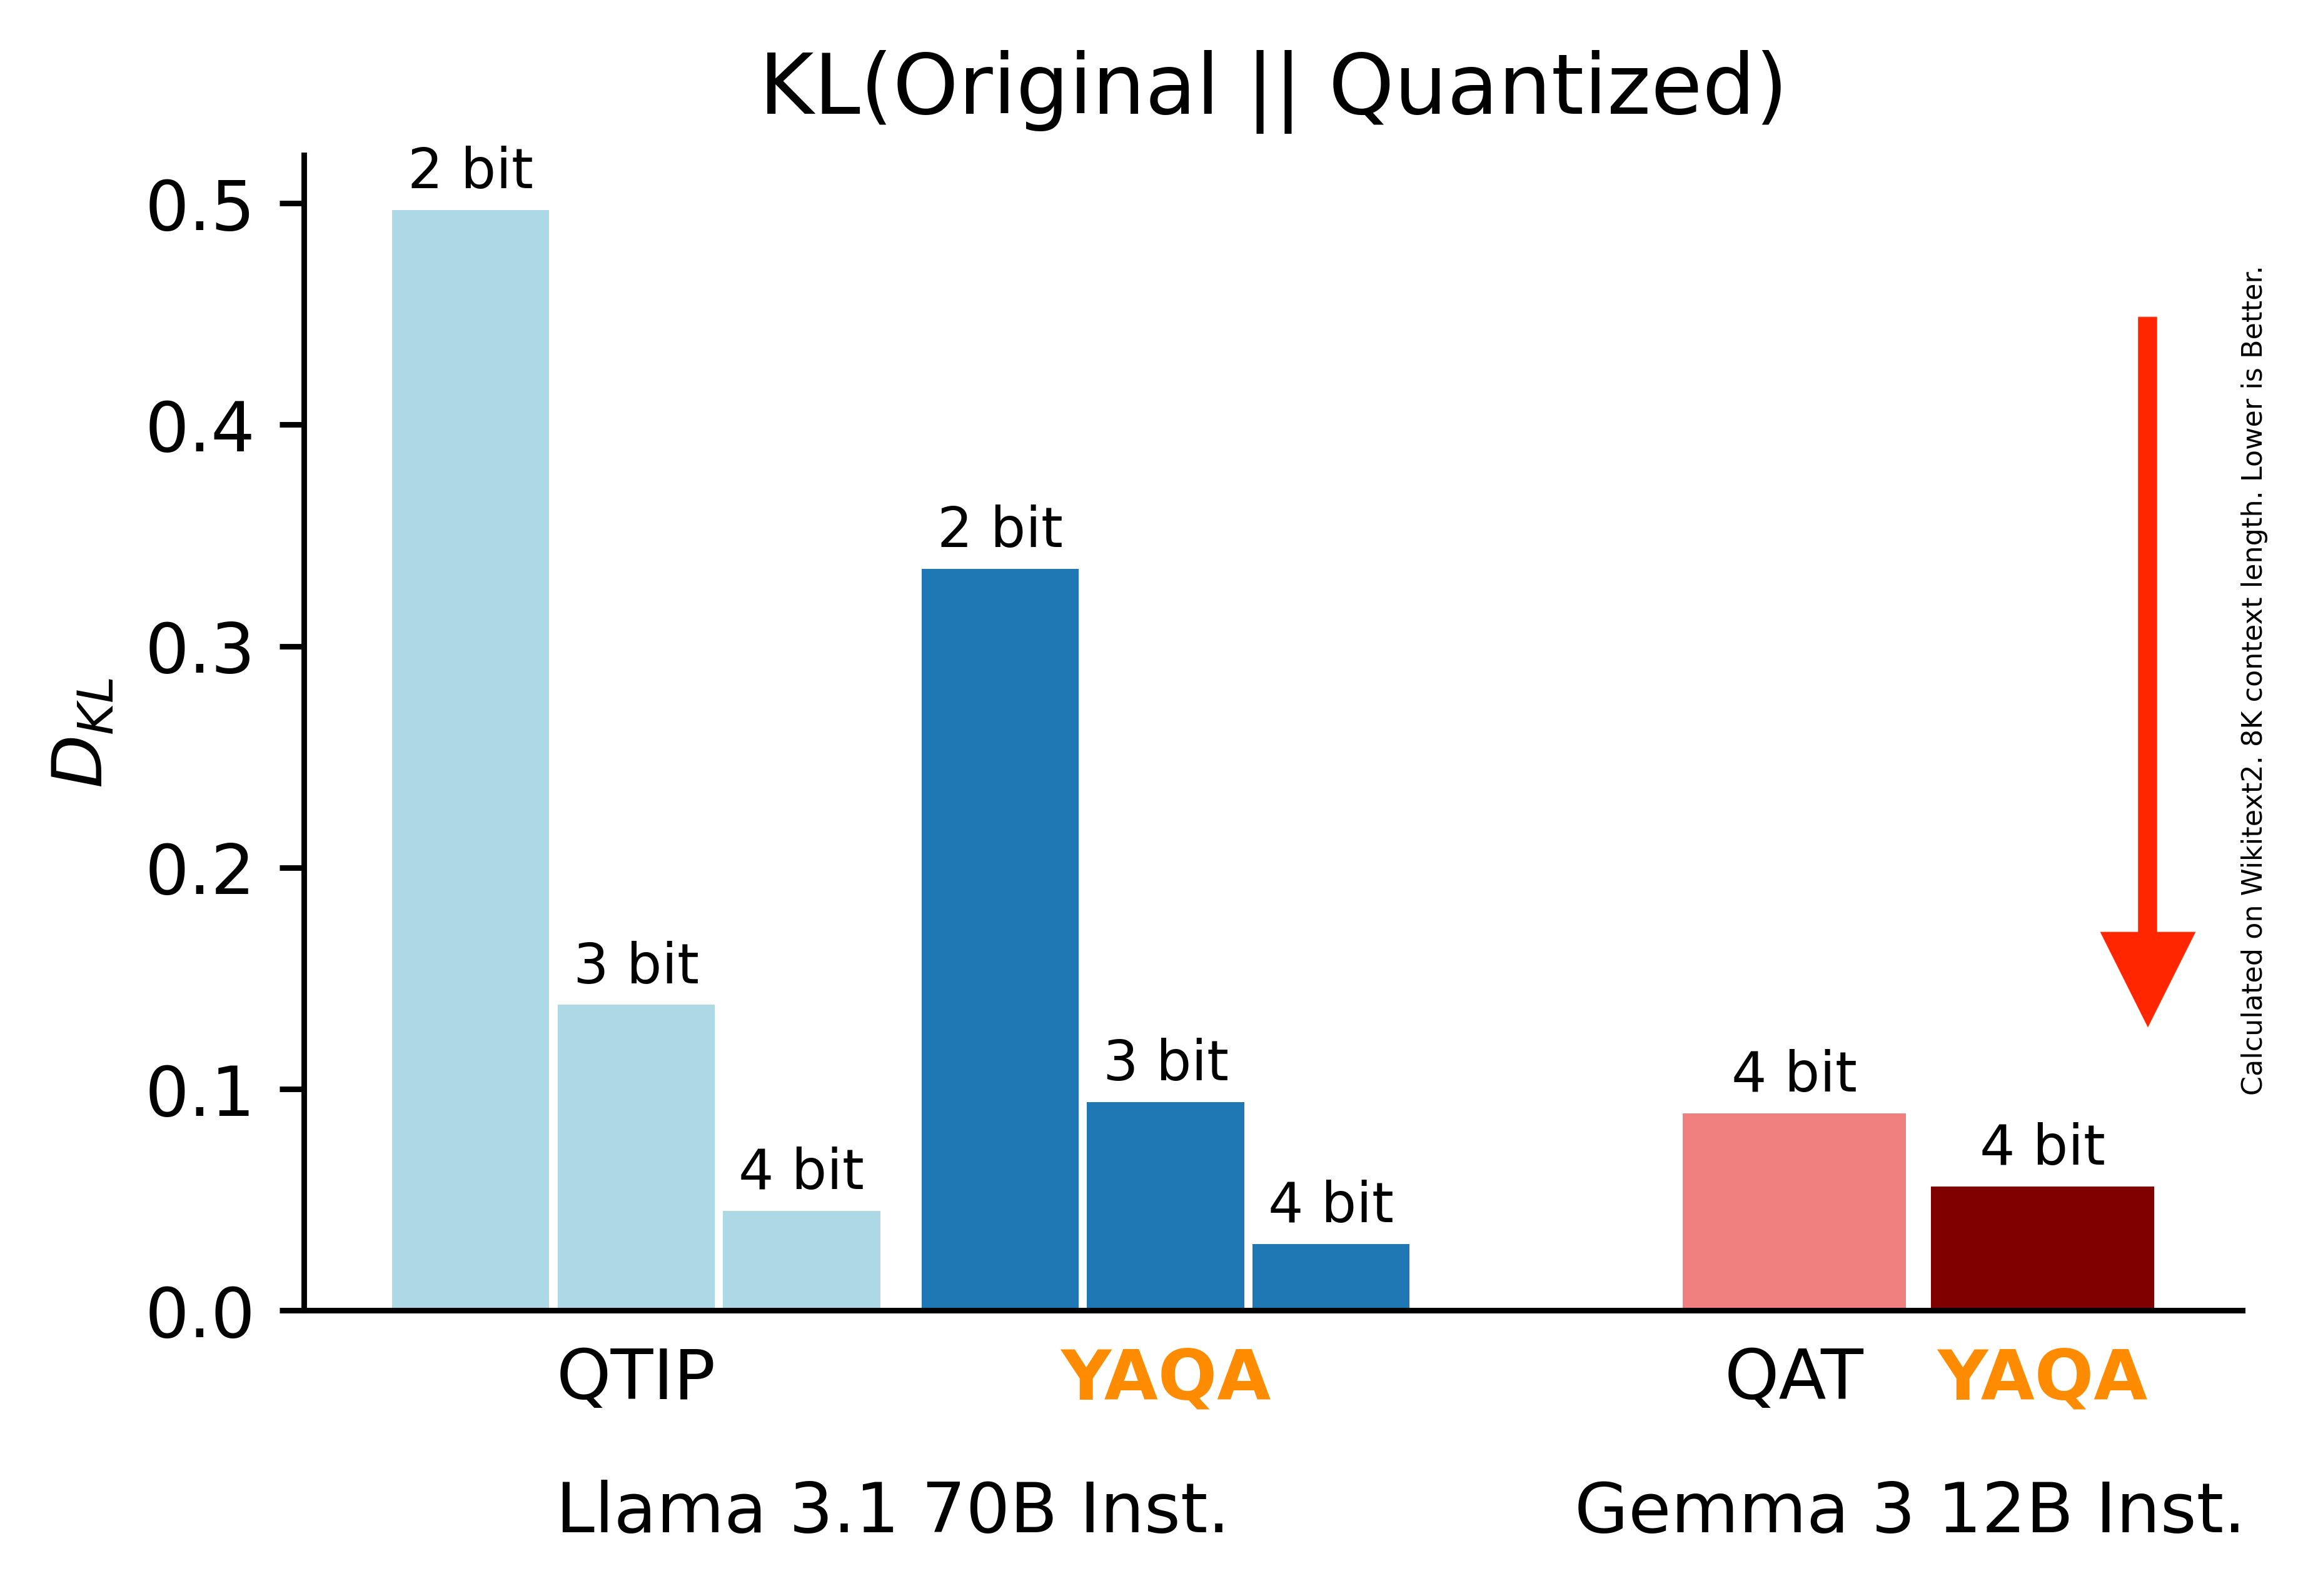 KL(Original || Quantized)
D_KL
0.5
0.4
0.3
0.2
0.1
0.0
2 bit
3 bit
4 bit
2 bit
3 bit
4 bit
4 bit
4 bit
QTIP
YAQA
QAT
YAQA
Llama 3.1 70B Inst.
Gemma 3 12B Inst.
Calculated on Wikitext2. 8K context length. Lower is Better.